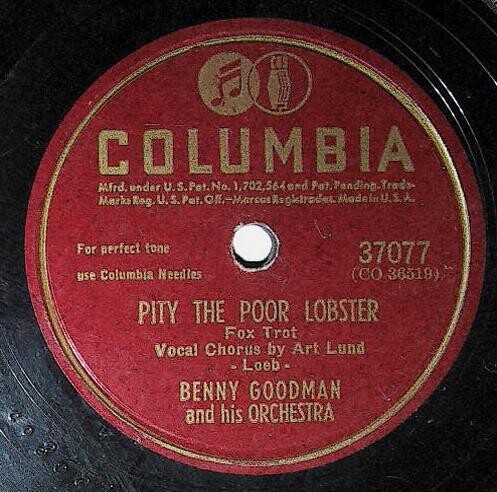 CBS
COLUMBIA
Mfrd. under U.S. Pat. No. 1,702,564 and Pat. Pending. Trade-
Marks Reg. U.S. Pat. Off.—Marcas Registradas. Made in U.S.A.
For perfect tone
use Columbia Needles
37077
(CO 36519)
PITY THE POOR LOBSTER
Fox Trot
Vocal Chorus by Art Lund
- Loeb -
BENNY GOODMAN
and his ORCHESTRA